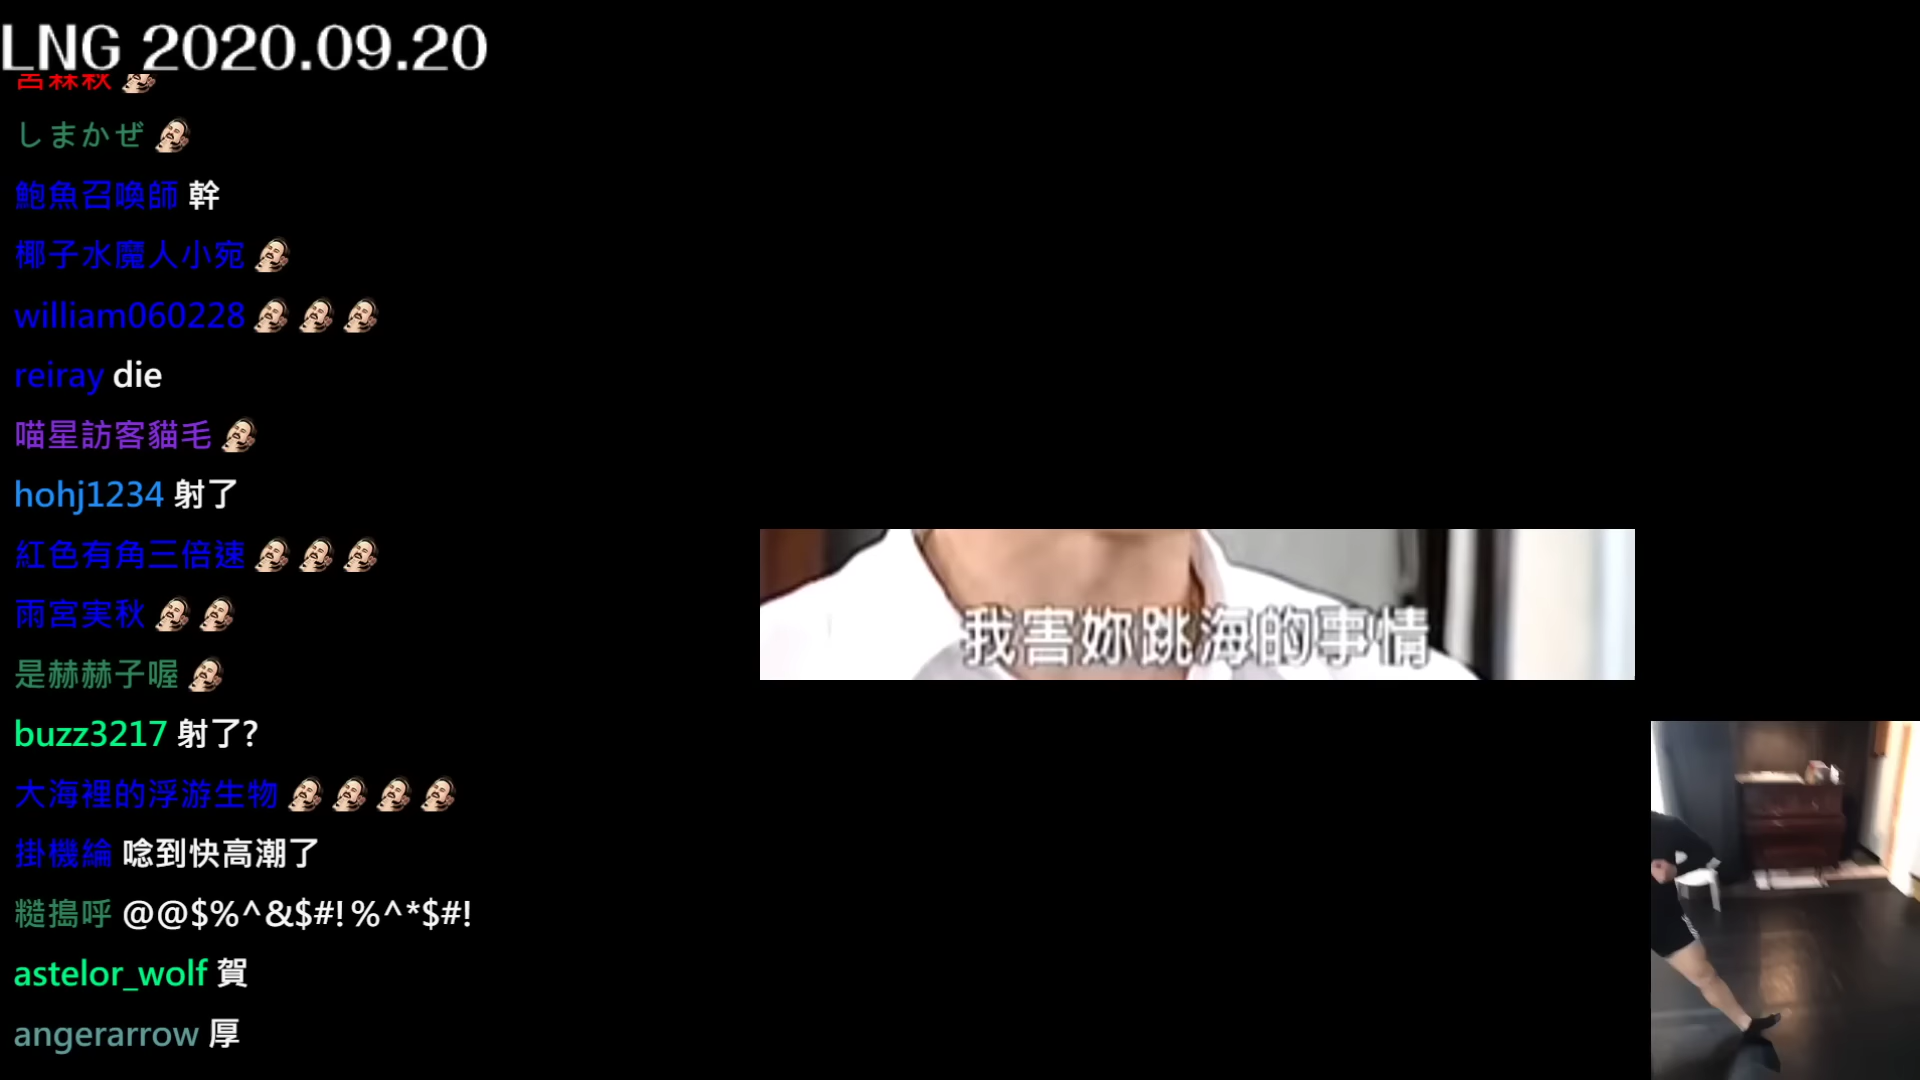 LNG 2020.09.20
しまかぜ
鮑魚召喚師 幹
椰子水魔人小宛
william060228
reiray die
喵星訪客貓毛
hohj1234 射了
紅色有角三倍速
雨宮実秋
是赫赫子喔
buzz3217 射了?
大海裡的浮游生物
掛機綸 唸到快高潮了
糙搗呼 @@$%^&$#!%^*$#!
astelor_wolf 賀
angerarrow 厚
我害妳跳海的事情